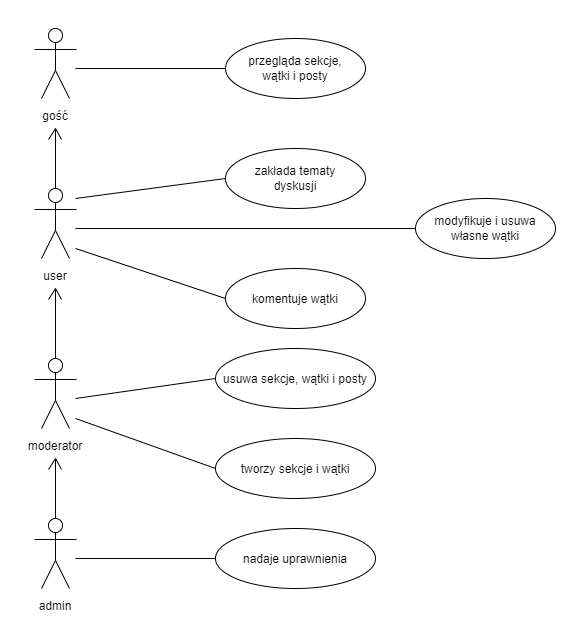 przegląda sekcje,
wątki i posty
gość
zakłada tematy
dyskusji
modyfikuje i usuwa
własne wątki
user
komentuje wątki
usuwa sekcje, wątki i posty
moderator
tworzy sekcje i wątki
nadaje uprawnienia
admin